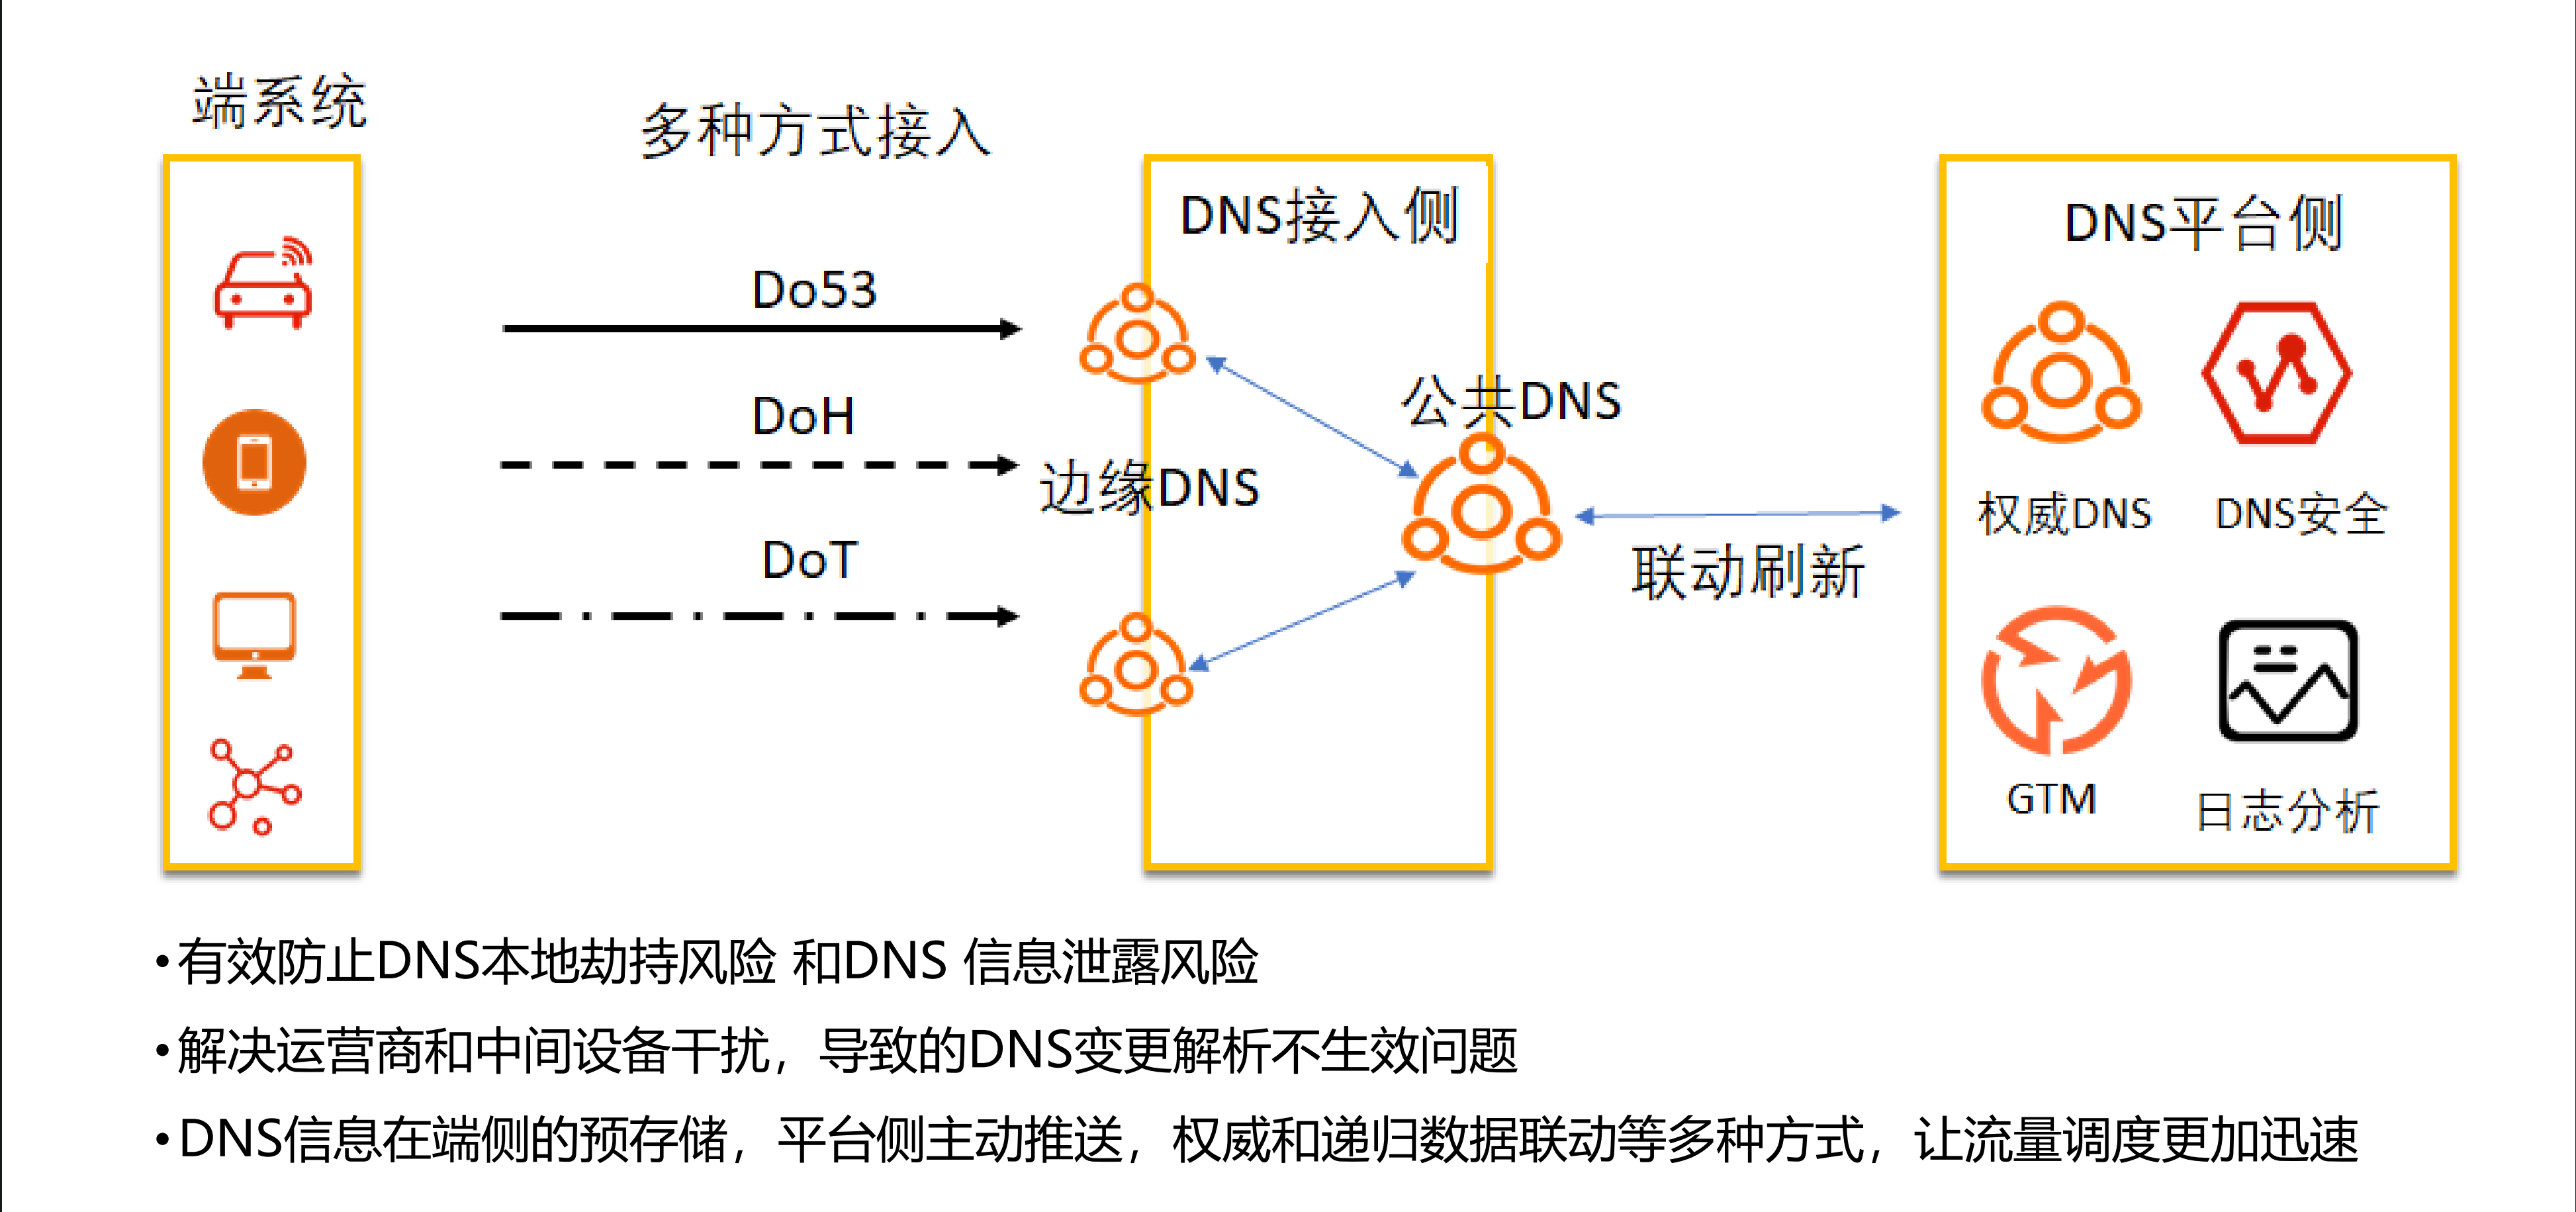 端系统
多种方式接入
Do53
DoH
DoT
DNS接入侧
边缘DNS
公共DNS
联动刷新
DNS平台侧
权威DNS
DNS安全
GTM
日志分析
•有效防止DNS本地劫持风险 和DNS 信息泄露风险
•解决运营商和中间设备干扰，导致的DNS变更解析不生效问题
•DNS信息在端侧的预存储，平台侧主动推送，权威和递归数据联动等多种方式，让流量调度更加迅速